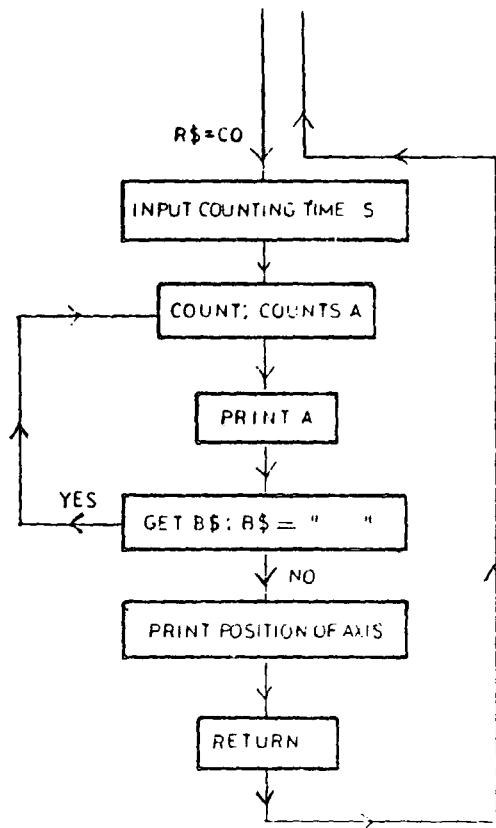 R$=CO
INPUT COUNTING TIME S
COUNT; COUNTS A
PRINT A
YES
GET B$: B$ = " "
NO
PRINT POSITION OF AXIS
RETURN